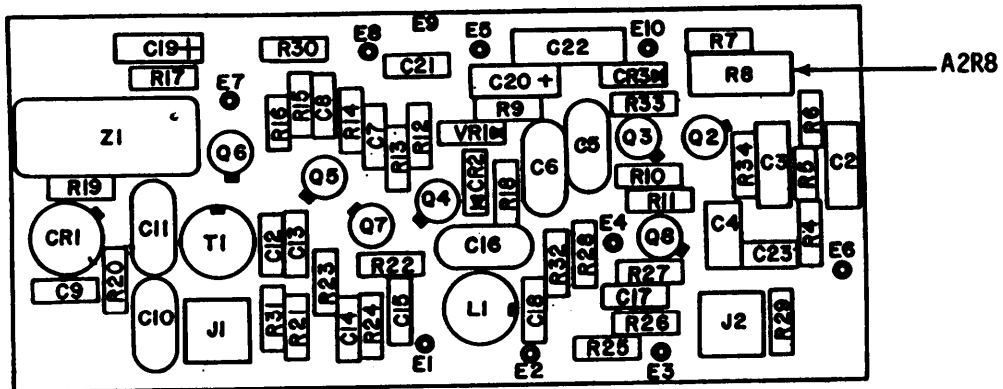 E9
E8
E5
E10
C19+
R30
C22
R7
C21
R17
CR3
R8
A2R8
C20+
E7
R15
C8
R14
R16
R9
R33
R6
C7
R12
VR1
Q3
Q2
Z1
R13
C5
R34
C3
C2
Q6
C6
R5
Q5
CR2
R10
R19
R18
Q4
R11
C11
Q7
E4
C4
R4
CR1
T1
C12
C13
C16
R32
R28
Q8
C23
E6
R20
R23
R22
R27
C9
C17
C10
J1
R31
R21
C14
R24
C15
L1
C18
R26
J2
R29
E1
E2
R25
E3